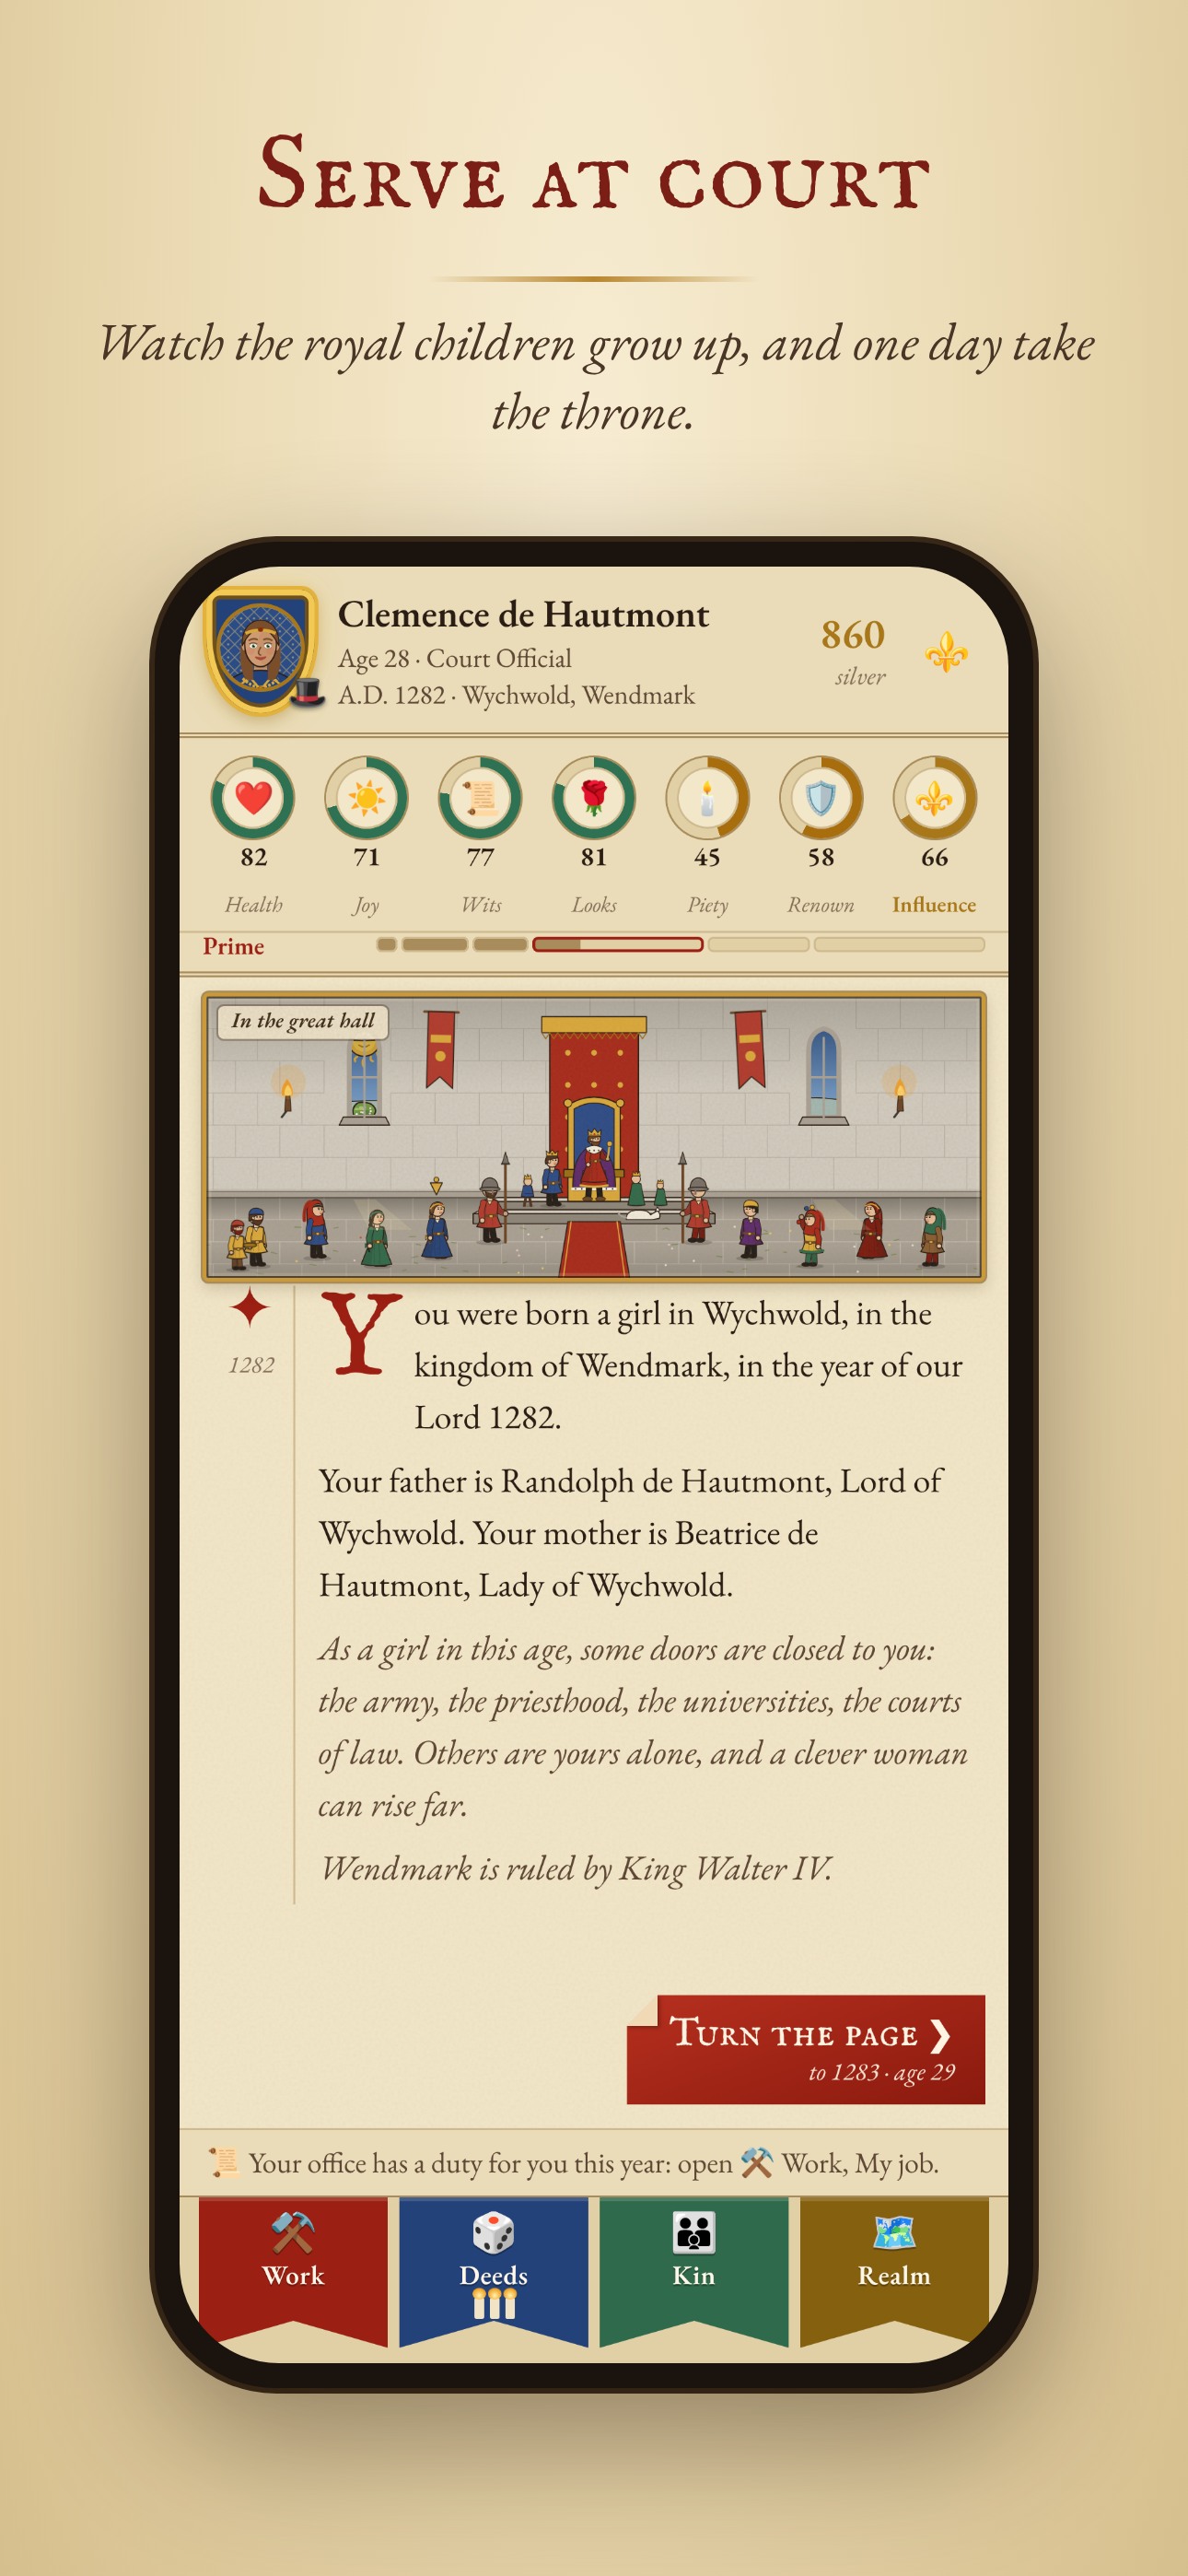 Serve at court
Watch the royal children grow up, and one day take
the throne.
Clemence de Hautmont
Age 28 · Court Official
A.D. 1282 · Wychwold, Wendmark
860
silver
82
71
77
81
45
58
66
Health
Joy
Wits
Looks
Piety
Renown
Influence
Prime
In the great hall
1282
You were born a girl in Wychwold, in the
kingdom of Wendmark, in the year of our
Lord 1282.
Your father is Randolph de Hautmont, Lord of
Wychwold. Your mother is Beatrice de
Hautmont, Lady of Wychwold.
As a girl in this age, some doors are closed to you:
the army, the priesthood, the universities, the courts
of law. Others are yours alone, and a clever woman
can rise far.
Wendmark is ruled by King Walter IV.
Turn the page ❯
to 1283 · age 29
Your office has a duty for you this year: open ⚒️ Work, My job.
Work
Deeds
Kin
Realm